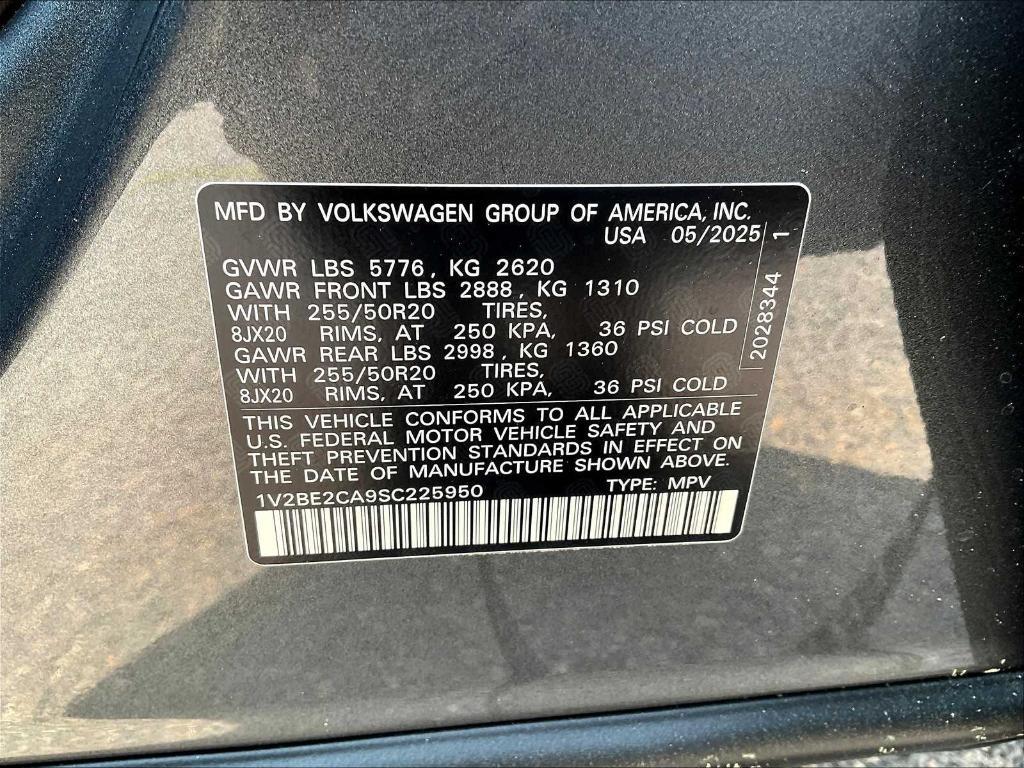 MFD BY VOLKSWAGEN GROUP OF AMERICA, INC.
USA 05/2025
GVWR LBS 5776, KG 2620
GAWR FRONT LBS 2888, KG 1310
WITH 255/50R20 TIRES,
8JX20 RIMS, AT 250 KPA, 36 PSI COLD
GAWR REAR LBS 2998, KG 1360
WITH 255/50R20 TIRES,
8JX20 RIMS, AT 250 KPA, 36 PSI COLD
2028344 1
THIS VEHICLE CONFORMS TO ALL APPLICABLE
U.S. FEDERAL MOTOR VEHICLE SAFETY AND
THEFT PREVENTION STANDARDS IN EFFECT ON
THE DATE OF MANUFACTURE SHOWN ABOVE.
1V2BE2CA9SC225950 TYPE: MPV